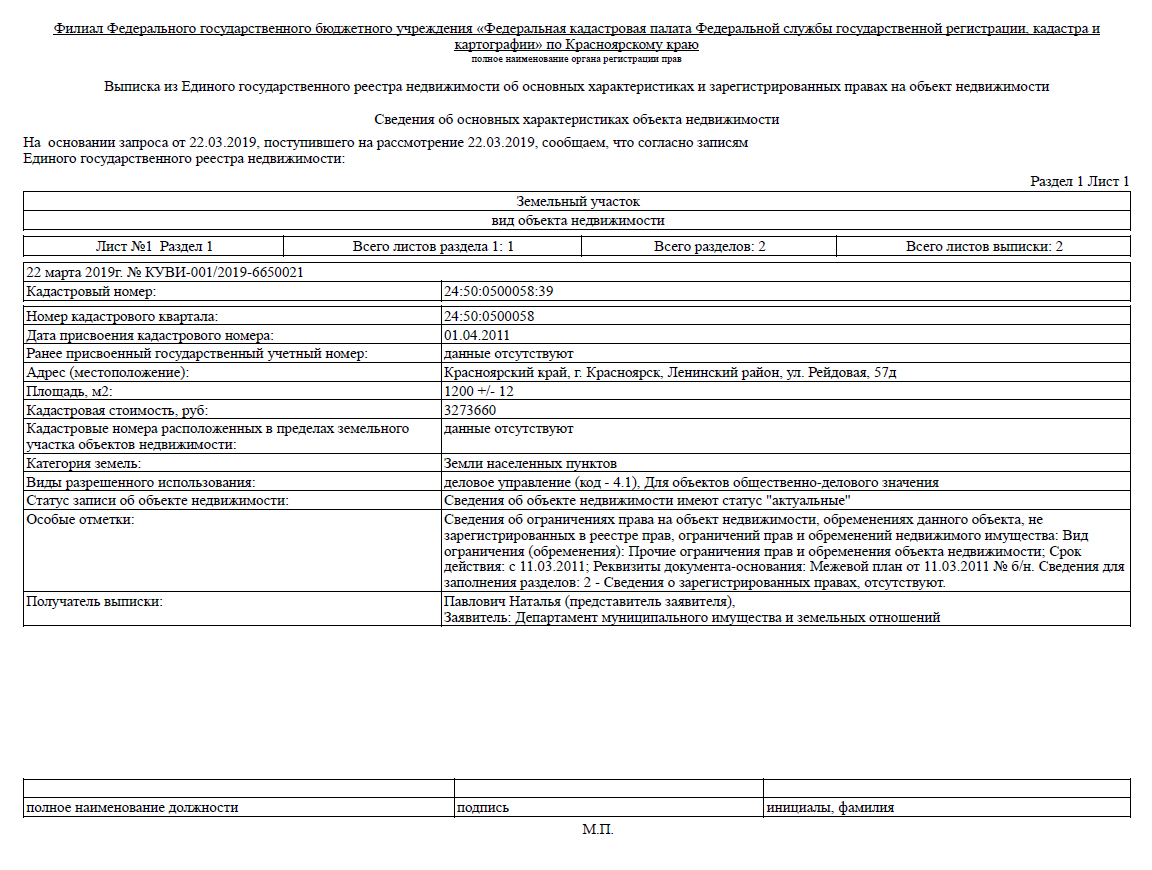 Филиал Федерального государственного бюджетного учреждения «Федеральная кадастровая палата Федеральной службы государственной регистрации, кадастра и
картографии» по Красноярскому краю
полное наименование органа регистрации прав
Выписка из Единого государственного реестра недвижимости об основных характеристиках и зарегистрированных правах на объект недвижимости
Сведения об основных характеристиках объекта недвижимости
На основании запроса от 22.03.2019, поступившего на рассмотрение 22.03.2019, сообщаем, что согласно записям
Единого государственного реестра недвижимости:
Раздел 1 Лист 1
Земельный участок
вид объекта недвижимости
Лист №1 Раздел 1 Всего листов раздела 1: 1 Всего разделов: 2 Всего листов выписки: 2
22 марта 2019г. № КУВИ-001/2019-6650021
Кадастровый номер: 24:50:0500058:39
Номер кадастрового квартала: 24:50:0500058
Дата присвоения кадастрового номера: 01.04.2011
Ранее присвоенный государственный учетный номер: данные отсутствуют
Адрес (местоположение): Красноярский край, г. Красноярск, Ленинский район, ул. Рейдовая, 57д
Площадь, м2: 1200 +/- 12
Кадастровая стоимость, руб: 3273660
Кадастровые номера расположенных в пределах земельного данные отсутствуют
участка объектов недвижимости:
Категория земель: Земли населенных пунктов
Виды разрешенного использования: деловое управление (код - 4.1), Для объектов общественно-делового значения
Статус записи об объекте недвижимости: Сведения об объекте недвижимости имеют статус "актуальные"
Особые отметки: Сведения об ограничениях права на объект недвижимости, обременениях данного объекта, не
зарегистрированных в реестре прав, ограничений прав и обременений недвижимого имущества: Вид
ограничения (обременения): Прочие ограничения прав и обременения объекта недвижимости; Срок
действия: с 11.03.2011; Реквизиты документа-основания: Межевой план от 11.03.2011 № б/н. Сведения для
заполнения разделов: 2 - Сведения о зарегистрированных правах, отсутствуют.
Получатель выписки: Павлович Наталья (представитель заявителя),
Заявитель: Департамент муниципального имущества и земельных отношений
полное наименование должности подпись инициалы, фамилия
М.П.